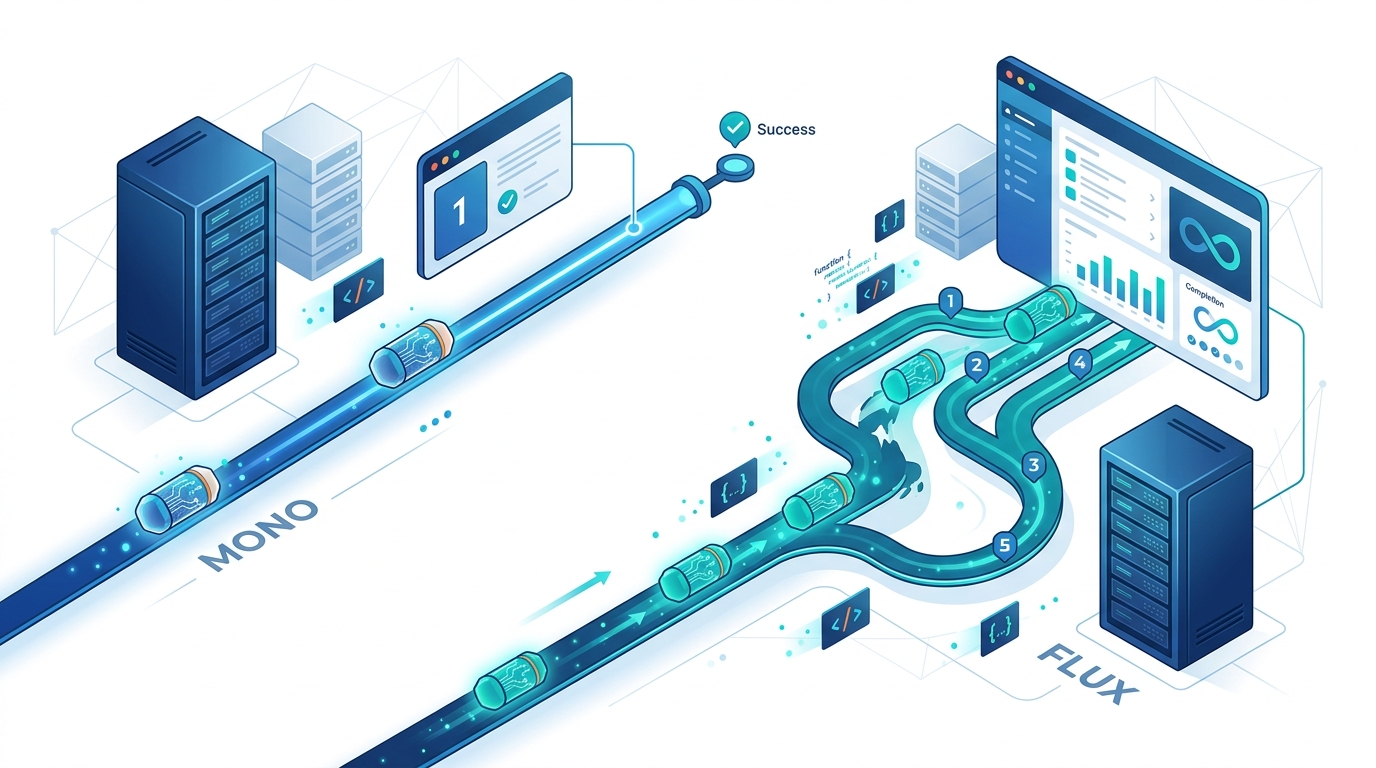 1
</>
Success
MONO
{ }
function {
</>
1
2
4
3
5
{...}
</>
{...}
Completion
FLUX